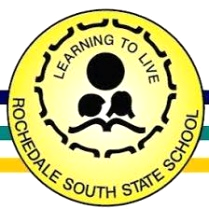 LEARNING TO LIVE
ROCHEDALE SOUTH STATE SCHOOL